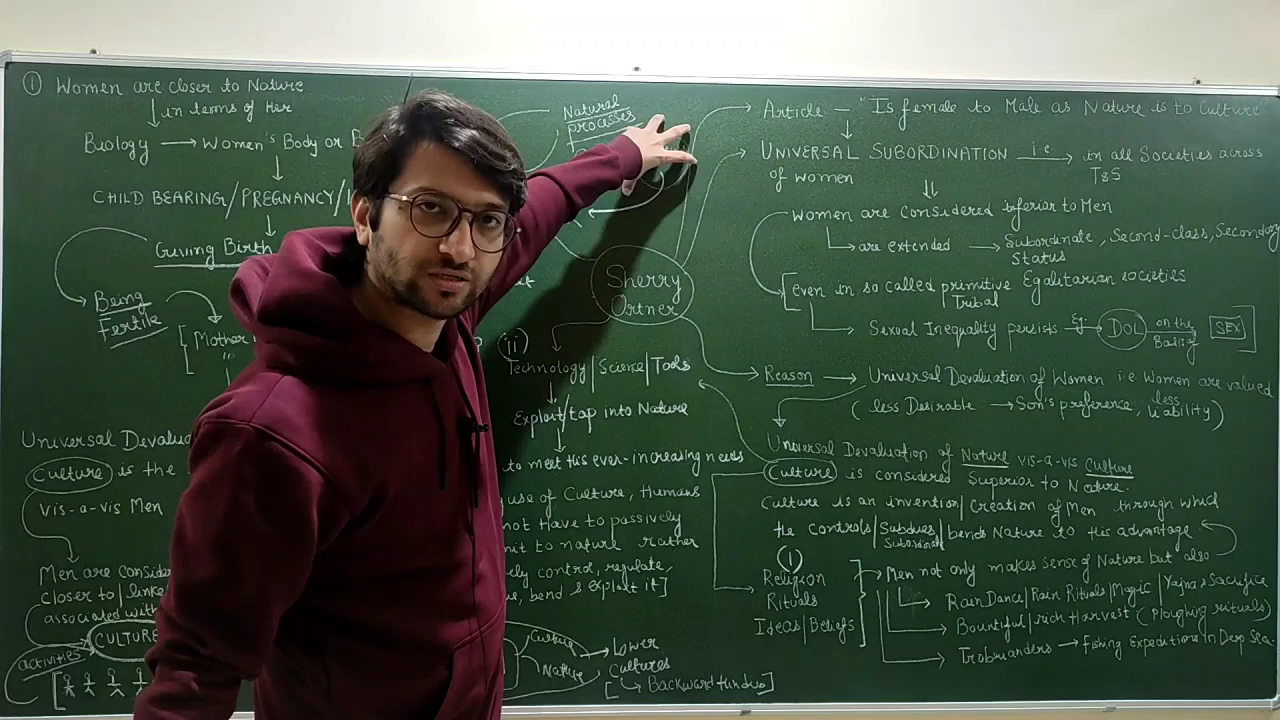 ① Women are closer to Nature
in terms of Her
Biology → Women's Body or
CHILD BEARING/PREGNANCY/
Giving Birth
Being
Fertile
[Mother
Universal Devalu
Culture is the
vis-a-vis Men
Men are conside
closer to/linke
associated with
CULTURE
activities
Natural
processes
Sherry
Ortner
(ii)
Technology/Science/Tools
Exploit/tap into Nature
to meet his ever-increasing needs
use of Culture, Humans
not have to passively
mit to nature rather
ely control, regulate,
e, bend & exploit it]
Culture
Nature
Lower
Cultures
[→ Backward Hindus]
Article - "Is female to Male as Nature is to Culture
UNIVERSAL SUBORDINATION i.e. → in all Societies across
of women T&S
Women are considered inferior to Men
are extended → Subordinate, Second-class, Secondary
Status
[even in so called primitive Egalitarian societies
Tribal
Sexual Inequality persists Eg: → DOL on the
Basis of
SEX
Reason → Universal Devaluation of Women i.e Women are valued
less
(less Desirable → Son's preference, liability)
Universal Devaluation of Nature vis-a-vis Culture
Culture is considered Superior to Nature.
Culture is an invention/Creation of Men through which
he controls/Subdues/bends Nature to his advantage
Subordinate
(i)
Religion
Rituals
Ideas/Beliefs
Men not only makes sense of Nature but also
Rain Dance/Rain Rituals/Magic/Yajna & Sacrifice
Bountiful/rich Harvest (Ploughing rituals)
Trobrianders → Fishing Expeditions In Deep Sea